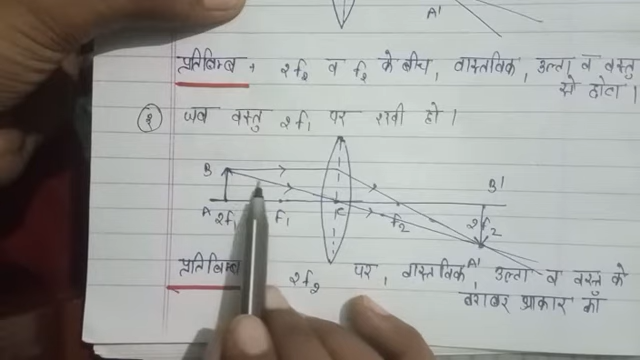 A'
प्रतिबिम्ब → 2f₂ व f₂ के बीच, वास्तविक, उल्टा व वस्तु
से छोटा।
२ जब वस्तु 2f₁ पर रखी हो।
B B'
A 2f₁ f₁ C f₂ 2f₂
A'
प्रतिबिम्ब 2f₂ पर, वास्तविक, उल्टा व वस्तु के
बराबर आकार का